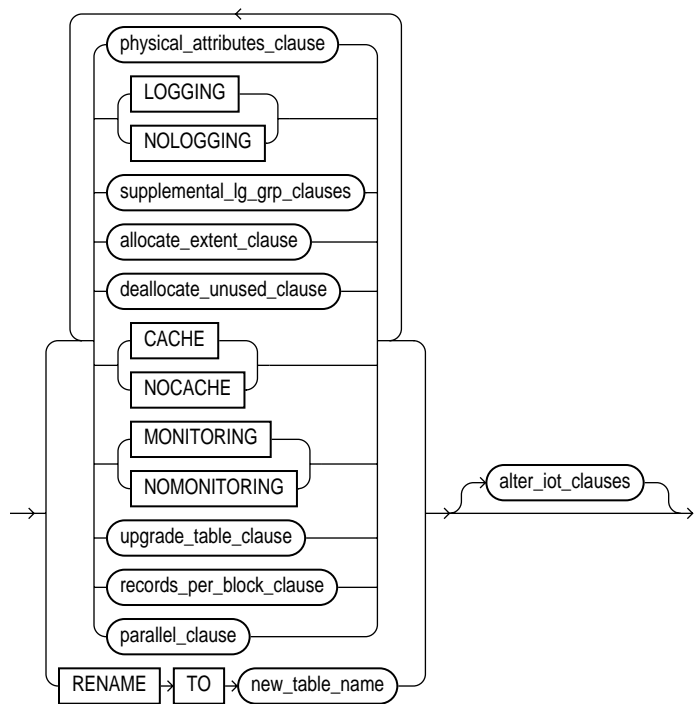 physical_attributes_clause
LOGGING
NOLOGGING
supplemental_lg_grp_clauses
allocate_extent_clause
deallocate_unused_clause
CACHE
NOCACHE
MONITORING
NOMONITORING
alter_iot_clauses
upgrade_table_clause
records_per_block_clause
parallel_clause
RENAME TO new_table_name